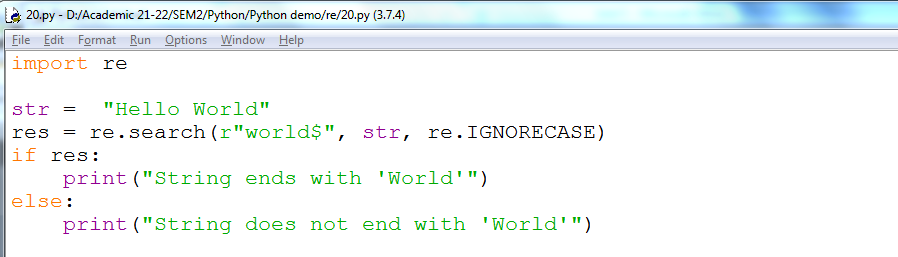 20.py - D:/Academic 21-22/SEM2/Python/Python demo/re/20.py (3.7.4)
File Edit Format Run Options Window Help
import re
str =  "Hello World"
res = re.search(r"world$", str, re.IGNORECASE)
if res:
    print("String ends with 'World'")
else:
    print("String does not end with 'World'")